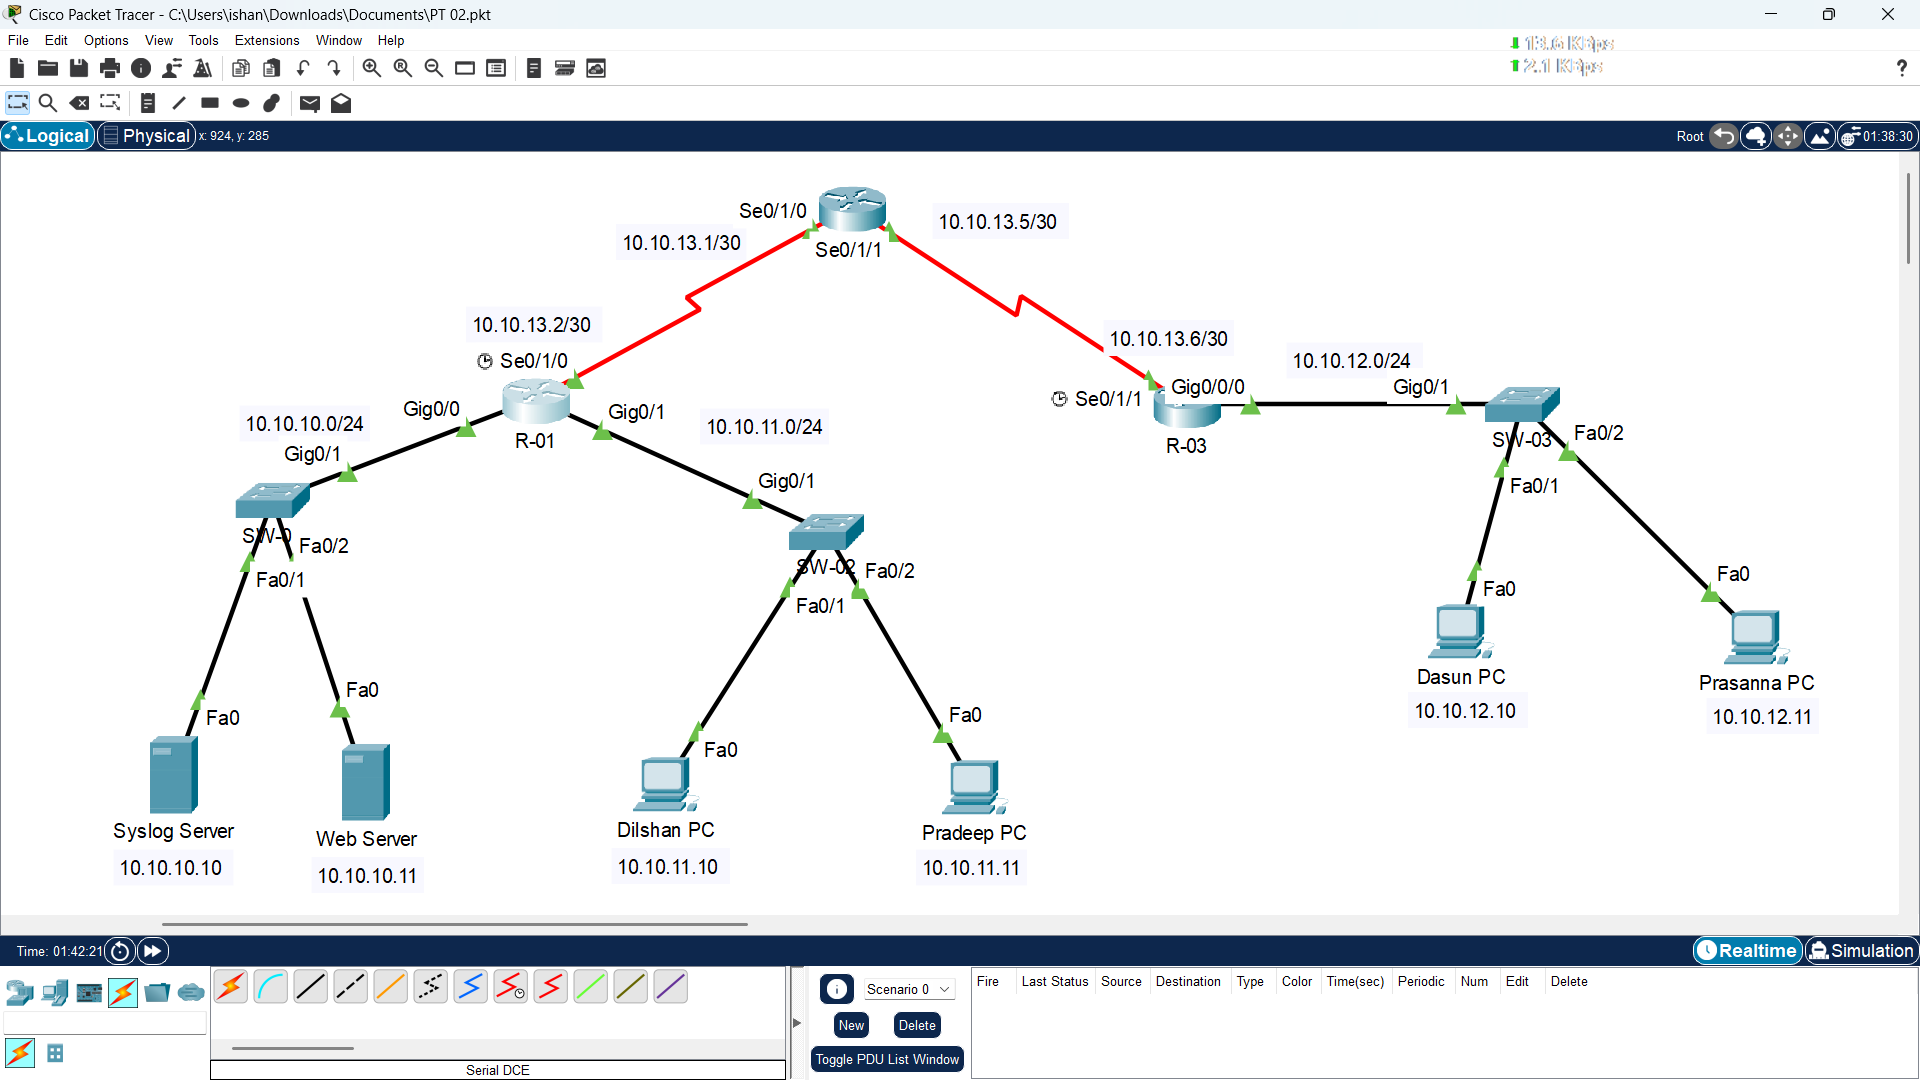 Cisco Packet Tracer - C:\Users\ishan\Downloads\Documents\PT 02.pkt
File Edit Options View Tools Extensions Window Help
13.6 KBps
2.1 KBps
?
Logical Physical x: 924, y: 285
Root 01:38:30
Se0/1/0
10.10.13.5/30
10.10.13.1/30
Se0/1/1
10.10.13.2/30
10.10.13.6/30
Se0/1/0
10.10.12.0/24
Gig0/0/0
Gig0/1
Se0/1/1
Gig0/0
Gig0/1
10.10.10.0/24
10.10.11.0/24
R-01
R-03
SW-03
Fa0/2
Gig0/1
Gig0/1
Fa0/1
SW-0
Fa0/2
SW-02
Fa0/2
Fa0/1
Fa0/1
Fa0
Fa0
Fa0
Fa0
Fa0
Fa0
Dasun PC
Prasanna PC
10.10.12.10
10.10.12.11
Syslog Server
Web Server
Dilshan PC
Pradeep PC
10.10.10.10
10.10.10.11
10.10.11.10
10.10.11.11
Time: 01:42:21
Realtime Simulation
Scenario 0
New Delete
Toggle PDU List Window
Fire Last Status Source Destination Type Color Time(sec) Periodic Num Edit Delete
Serial DCE